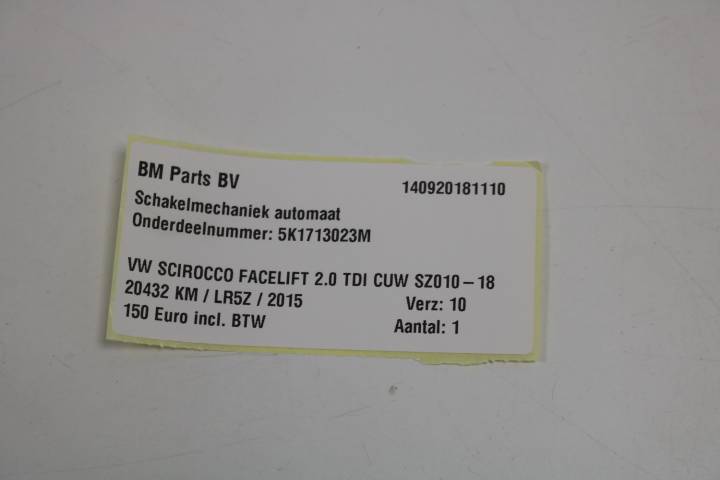 BM Parts BV 140920181110
Schakelmechaniek automaat
Onderdeelnummer: 5K1713023M
VW SCIROCCO FACELIFT 2.0 TDI CUW SZ010-18
20432 KM / LR5Z / 2015 Verz: 10
150 Euro incl. BTW Aantal: 1